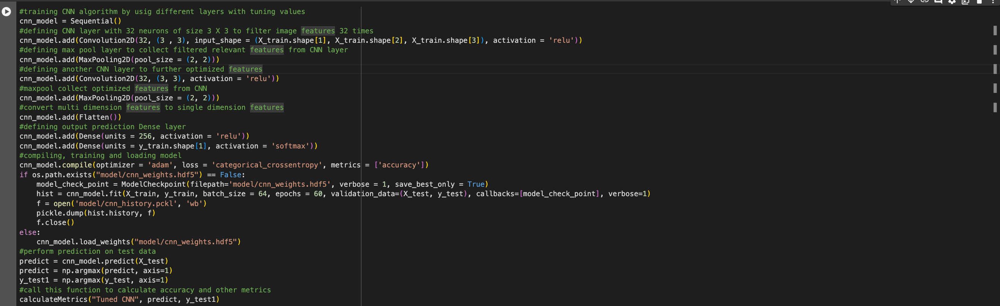 #training CNN algorithm by usig different layers with tuning values
cnn_model = Sequential()
#defining CNN layer with 32 neurons of size 3 X 3 to filter image features 32 times
cnn_model.add(Convolution2D(32, (3 , 3), input_shape = (X_train.shape[1], X_train.shape[2], X_train.shape[3]), activation = 'relu'))
#defining max pool layer to collect filtered relevant features from CNN layer
cnn_model.add(MaxPooling2D(pool_size = (2, 2)))
#defining another CNN layer to further optimized features
cnn_model.add(Convolution2D(32, (3, 3), activation = 'relu'))
#maxpool collect optimized features from CNN
cnn_model.add(MaxPooling2D(pool_size = (2, 2)))
#convert multi dimension features to single dimension features
cnn_model.add(Flatten())
#defining output prediction Dense layer
cnn_model.add(Dense(units = 256, activation = 'relu'))
cnn_model.add(Dense(units = y_train.shape[1], activation = 'softmax'))
#compiling, training and loading model
cnn_model.compile(optimizer = 'adam', loss = 'categorical_crossentropy', metrics = ['accuracy'])
if os.path.exists("model/cnn_weights.hdf5") == False:
    model_check_point = ModelCheckpoint(filepath='model/cnn_weights.hdf5', verbose = 1, save_best_only = True)
    hist = cnn_model.fit(X_train, y_train, batch_size = 64, epochs = 60, validation_data=(X_test, y_test), callbacks=[model_check_point], verbose=1)
    f = open('model/cnn_history.pckl', 'wb')
    pickle.dump(hist.history, f)
    f.close()
else:
    cnn_model.load_weights("model/cnn_weights.hdf5")
#perform prediction on test data
predict = cnn_model.predict(X_test)
predict = np.argmax(predict, axis=1)
y_test1 = np.argmax(y_test, axis=1)
#call this function to calculate accuracy and other metrics
calculateMetrics("Tuned CNN", predict, y_test1)